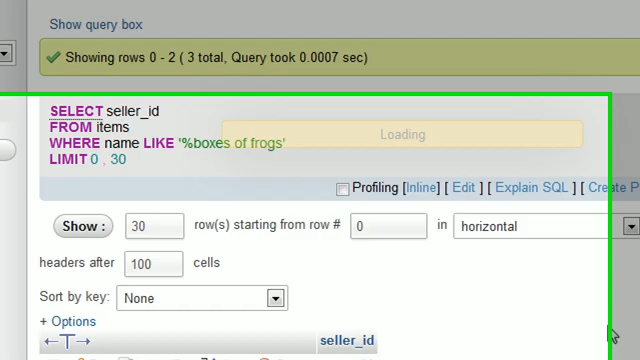 Show query box
Showing rows 0 - 2 ( 3 total, Query took 0.0007 sec)
SELECT seller_id
FROM items
WHERE name LIKE '%boxes of frogs'
LIMIT 0 , 30
Loading
Profiling [Inline] [ Edit ] [ Explain SQL ] [ Create P
Show : 30 row(s) starting from row # 0 in horizontal
headers after 100 cells
Sort by key: None
+ Options
←T→ seller_id